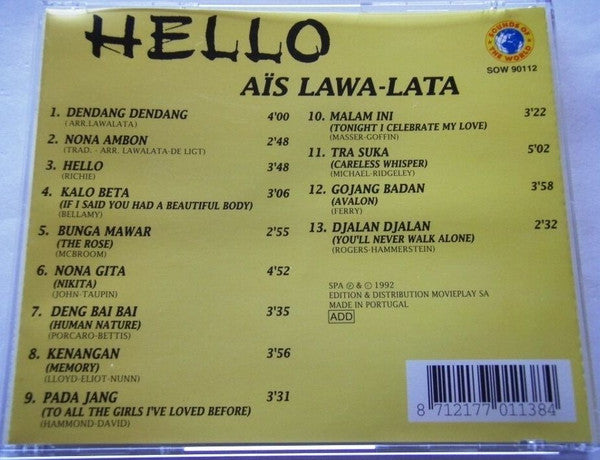 HELLO
AÏS LAWA-LATA
SOUNDS OF
THE WORLD
SOW 90112
1. DENDANG DENDANG 4'00
(ARR.LAWALATA)
2. NONA AMBON 2'48
(TRAD. - ARR. LAWALATA-DE LIGT)
3. HELLO 3'48
(RICHIE)
4. KALO BETA 3'06
(IF I SAID YOU HAD A BEAUTIFUL BODY)
(BELLAMY)
5. BUNGA MAWAR 2'55
(THE ROSE)
(MCBROOM)
6. NONA GITA 4'52
(NIKITA)
(JOHN-TAUPIN)
7. DENG BAI BAI 3'35
(HUMAN NATURE)
(PORCARO-BETTIS)
8. KENANGAN 3'56
(MEMORY)
(LLOYD-ELIOT-NUNN)
9. PADA JANG 3'31
(TO ALL THE GIRLS I'VE LOVED BEFORE)
(HAMMOND-DAVID)
10. MALAM INI 3'22
(TONIGHT I CELEBRATE MY LOVE)
(MASSER-GOFFIN)
11. TRA SUKA 5'02
(CARELESS WHISPER)
(MICHAEL-RIDGELEY)
12. GOJANG BADAN 3'58
(AVALON)
(FERRY)
13. DJALAN DJALAN 2'32
(YOU'LL NEVER WALK ALONE)
(ROGERS-HAMMERSTEIN)
SPA ℗ & © 1992
EDITION & DISTRIBUTION MOVIEPLAY SA
MADE IN PORTUGAL
ADD
8 712177 011384